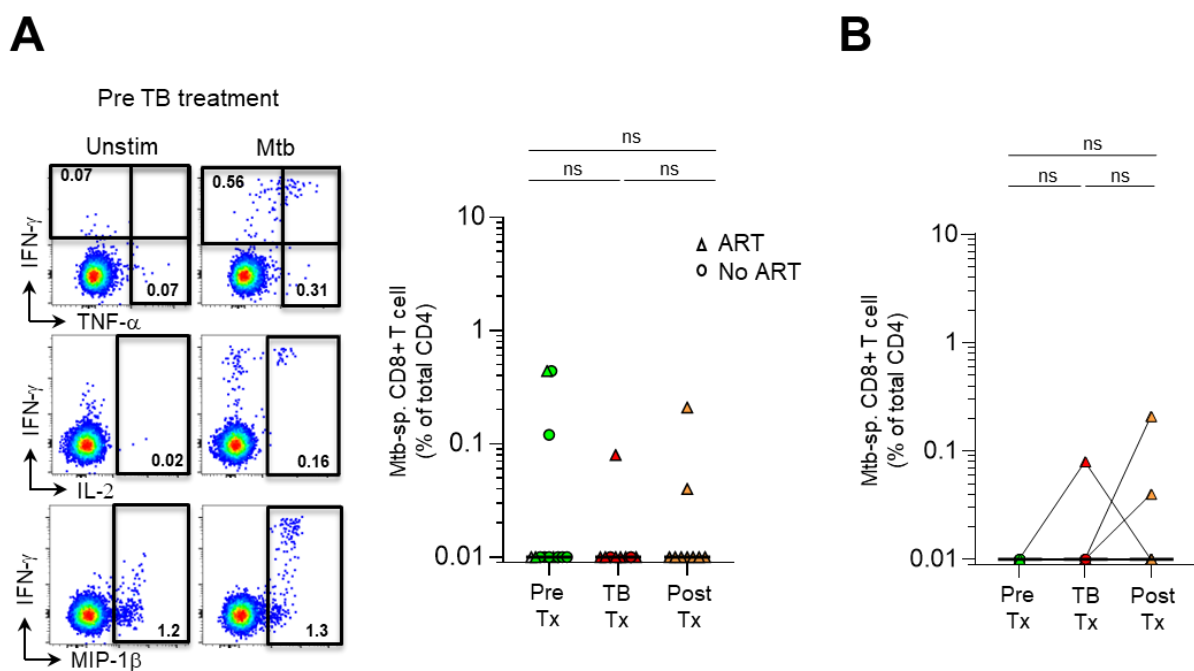 A
Pre TB treatment
Unstim
Mtb
0.07
0.07
0.56
0.31
IFN-γ
TNF-α
0.02
0.16
IFN-γ
IL-2
1.2
1.3
IFN-γ
MIP-1β
ns
ns
ns
Mtb-sp. CD8+ T cell
(% of total CD4)
10
1
0.1
0.01
ART
No ART
Pre
Tx
TB
Tx
Post
Tx
B
ns
ns
ns
Mtb-sp. CD8+ T cell
(% of total CD4)
10
1
0.1
0.01
Pre
Tx
TB
Tx
Post
Tx